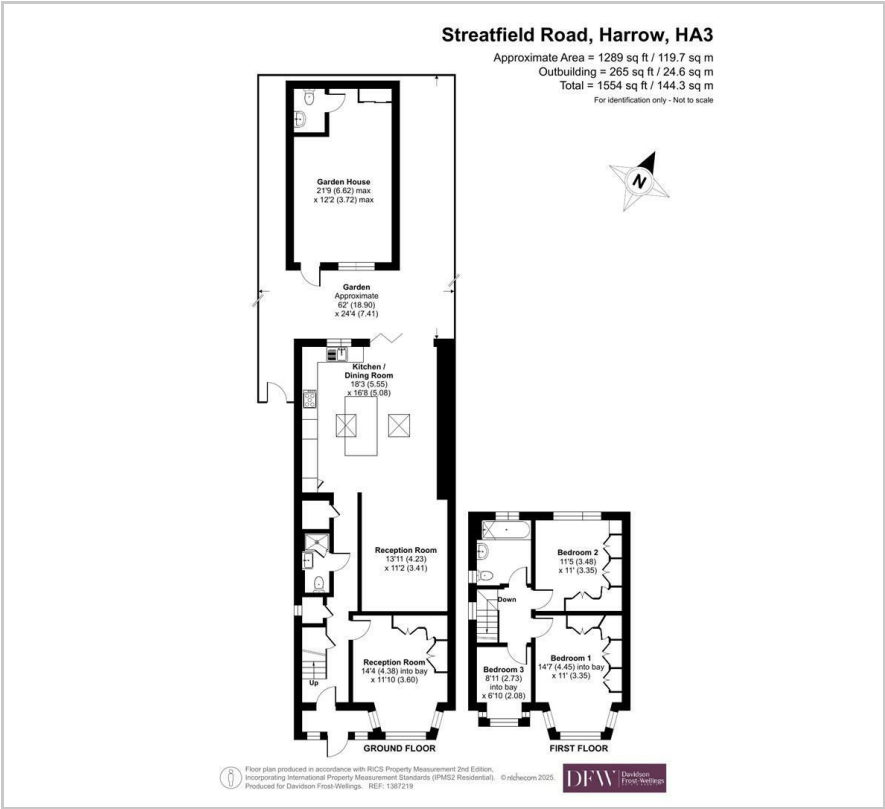 Streatfield Road, Harrow, HA3
Approximate Area = 1289 sq ft / 119.7 sq m
Outbuilding = 265 sq ft / 24.6 sq m
Total = 1554 sq ft / 144.3 sq m
For identification only - Not to scale
N
Garden House
21'9 (6.62) max
x 12'2 (3.72) max
Garden
Approximate
62' (18.90)
x 24'4 (7.41)
Kitchen /
Dining Room
18'3 (5.55)
x 16'8 (5.08)
Reception Room
13'11 (4.23)
x 11'2 (3.41)
Reception Room
14'4 (4.38) into bay
x 11'10 (3.60)
Up
GROUND FLOOR
Bedroom 2
11'5 (3.48)
x 11' (3.35)
Down
Bedroom 1
14'7 (4.45) into bay
x 11' (3.35)
Bedroom 3
8'11 (2.73)
into bay
x 6'10 (2.08)
FIRST FLOOR
Floor plan produced in accordance with RICS Property Measurement 2nd Edition,
Incorporating International Property Measurement Standards (IPMS2 Residential). © nichecom 2025.
Produced for Davidson Frost-Wellings. REF: 1387219
DFW
Davidson
Frost-Wellings